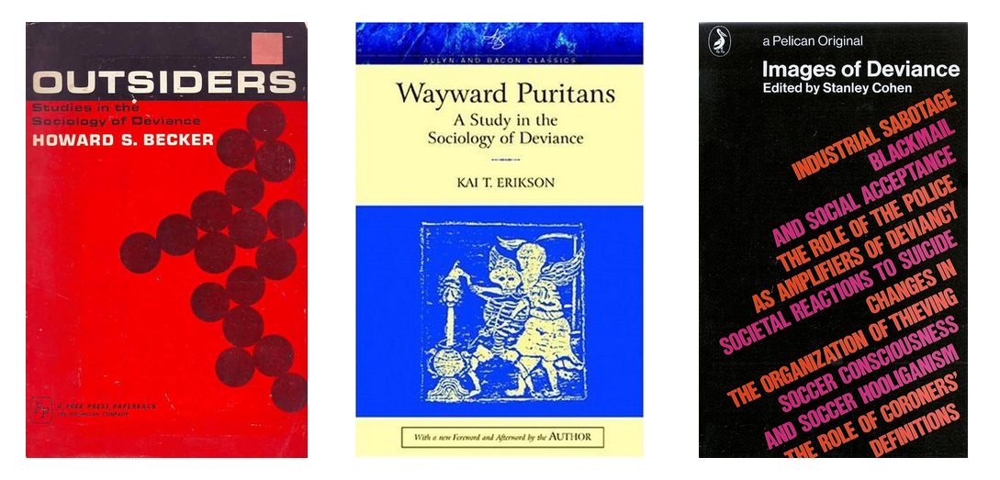 OUTSIDERS
Studies in the
Sociology of Deviance
HOWARD S. BECKER
FP
A FREE PRESS PAPERBACK
THE MACMILLAN COMPANY
AB
ALLYN AND BACON CLASSICS
Wayward Puritans
A Study in the
Sociology of Deviance
KAI T. ERIKSON
With a new Foreword and Afterword by the AUTHOR
a Pelican Original
Images of Deviance
Edited by Stanley Cohen
INDUSTRIAL SABOTAGE
BLACKMAIL
AND SOCIAL ACCEPTANCE
THE ROLE OF THE POLICE
AS AMPLIFIERS OF DEVIANCY
SOCIETAL REACTIONS TO SUICIDE
CHANGES IN
THE ORGANIZATION OF THIEVING
SOCCER CONSCIOUSNESS
AND SOCCER HOOLIGANISM
THE ROLE OF CORONERS'
DEFINITIONS